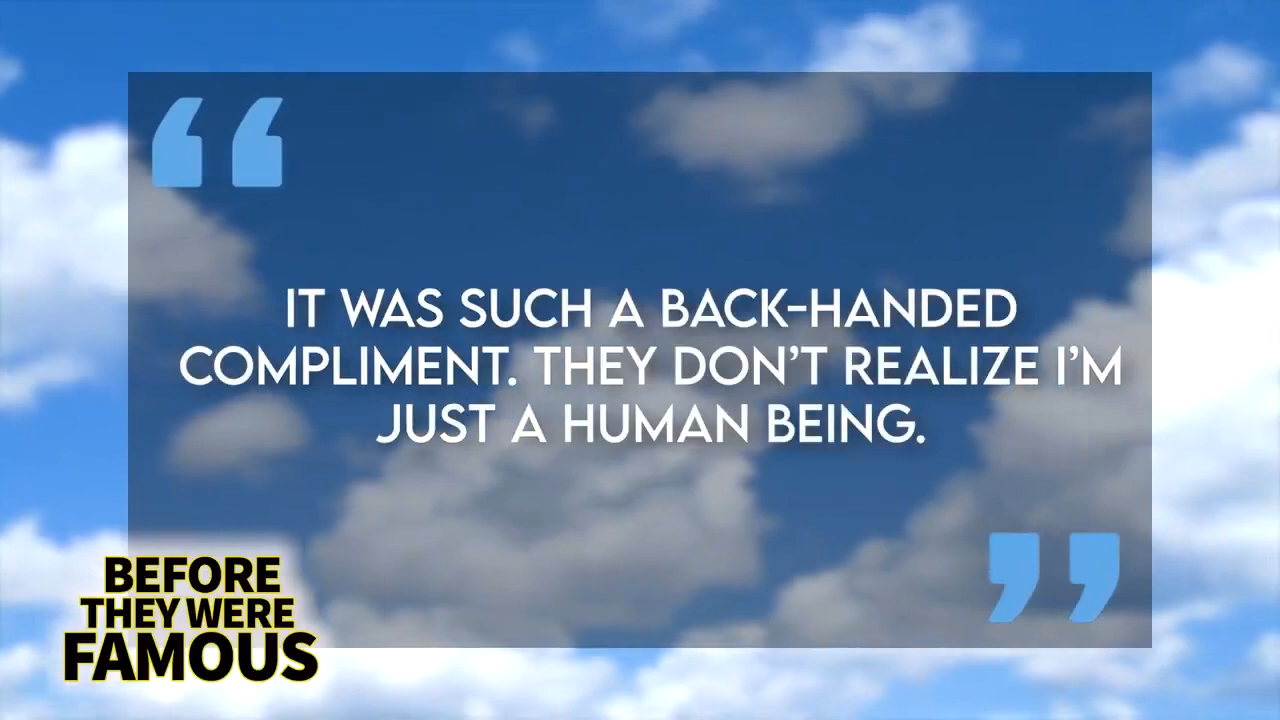 IT WAS SUCH A BACK-HANDED
COMPLIMENT. THEY DON'T REALIZE I'M
JUST A HUMAN BEING.
BEFORE
THEY WERE
FAMOUS